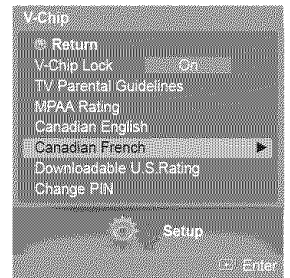 V-Chip
Return
V-Chip Lock On
TV Parental Guidelines
MPAA Rating
Canadian English
Canadian French
Downloadable U.S.Rating
Change PIN
Setup
Enter